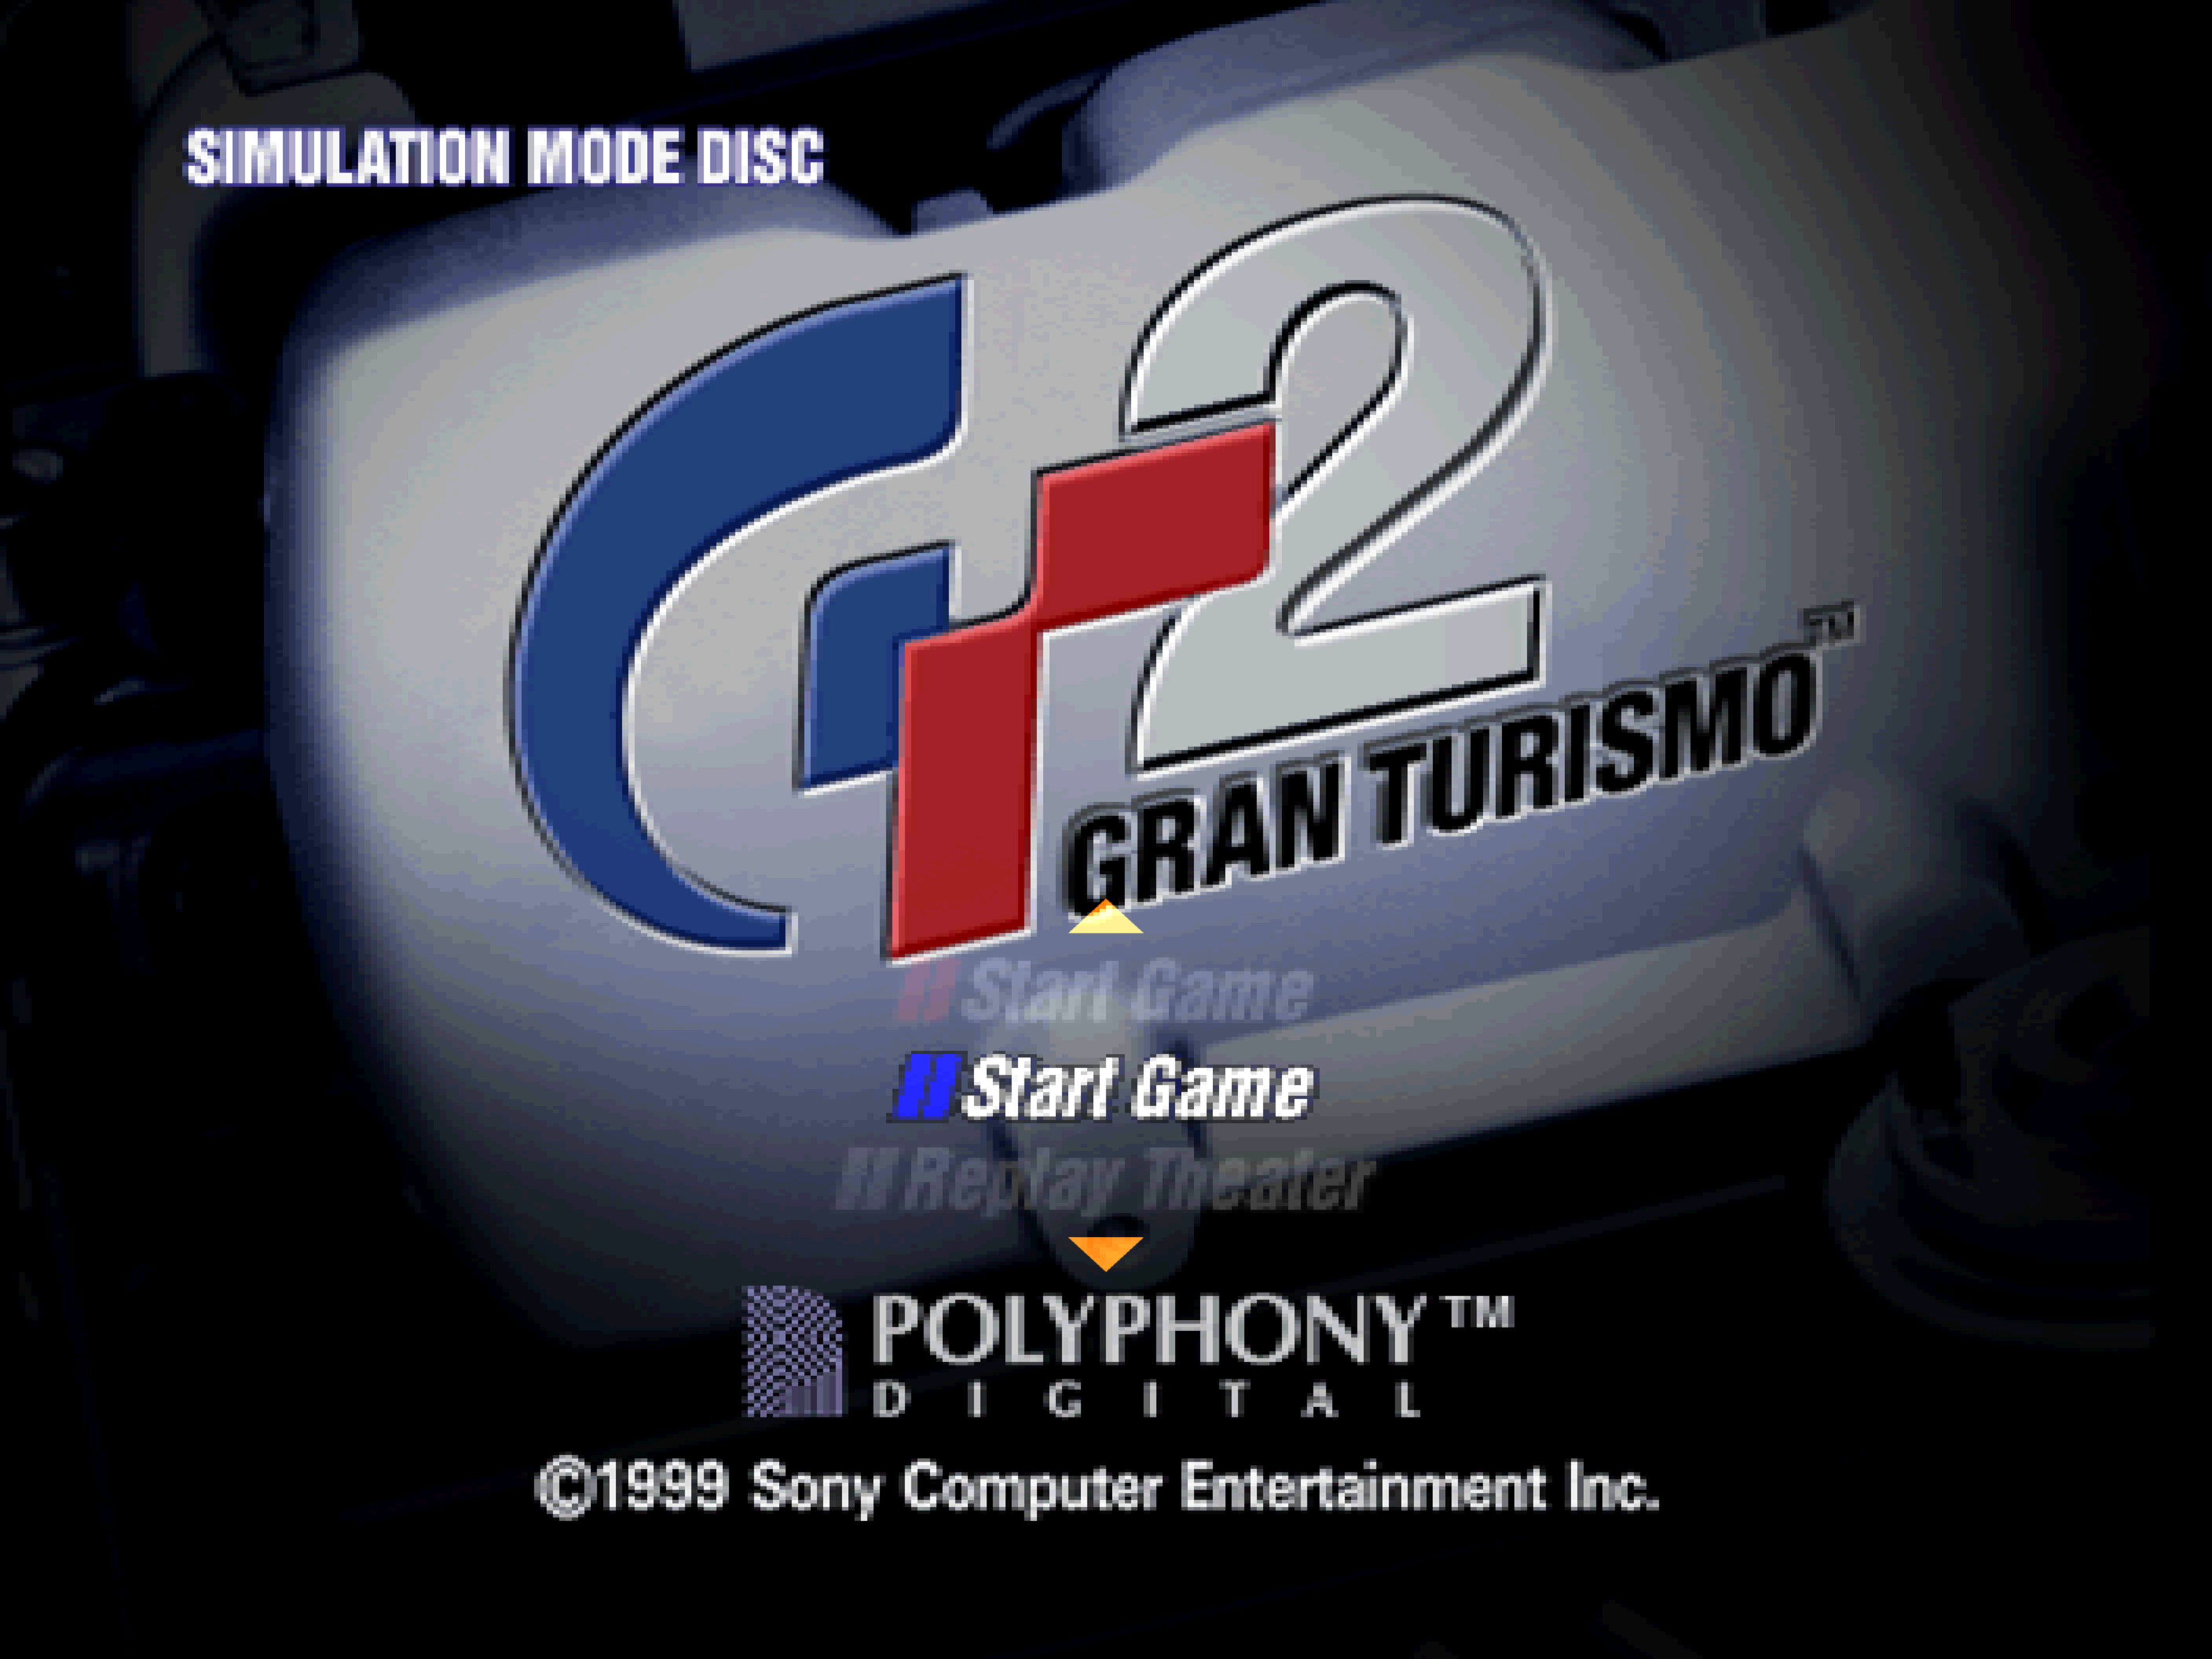 SIMULATION MODE DISC
GT2
GRAN TURISMO™
Start Game
Start Game
Replay Theater
POLYPHONY™
DIGITAL
©1999 Sony Computer Entertainment Inc.